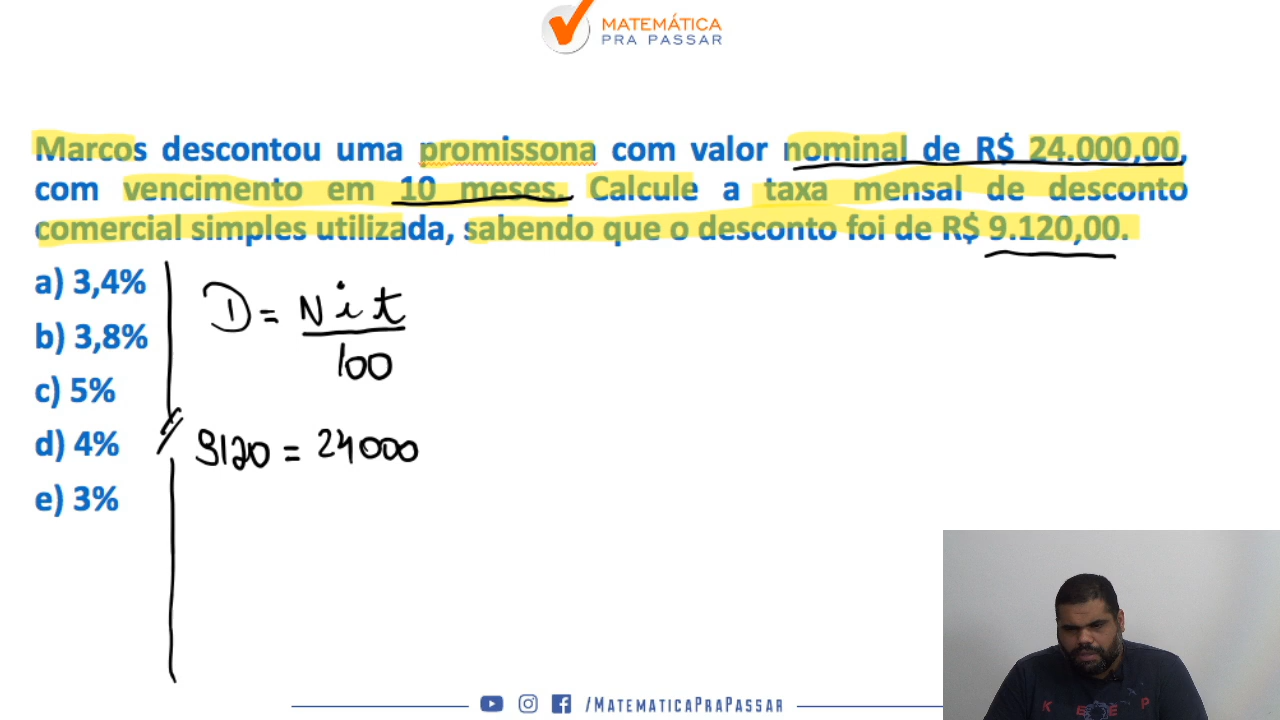 MATEMÁTICA
PRA PASSAR
Marcos descontou uma promissona com valor nominal de R$ 24.000,00,
com vencimento em 10 meses. Calcule a taxa mensal de desconto
comercial simples utilizada, sabendo que o desconto foi de R$ 9.120,00.
a) 3,4%
b) 3,8%
c) 5%
d) 4%
e) 3%
D = N i t
100
9120 = 24000
/MATEMATICAPRAPASSAR
K E E P